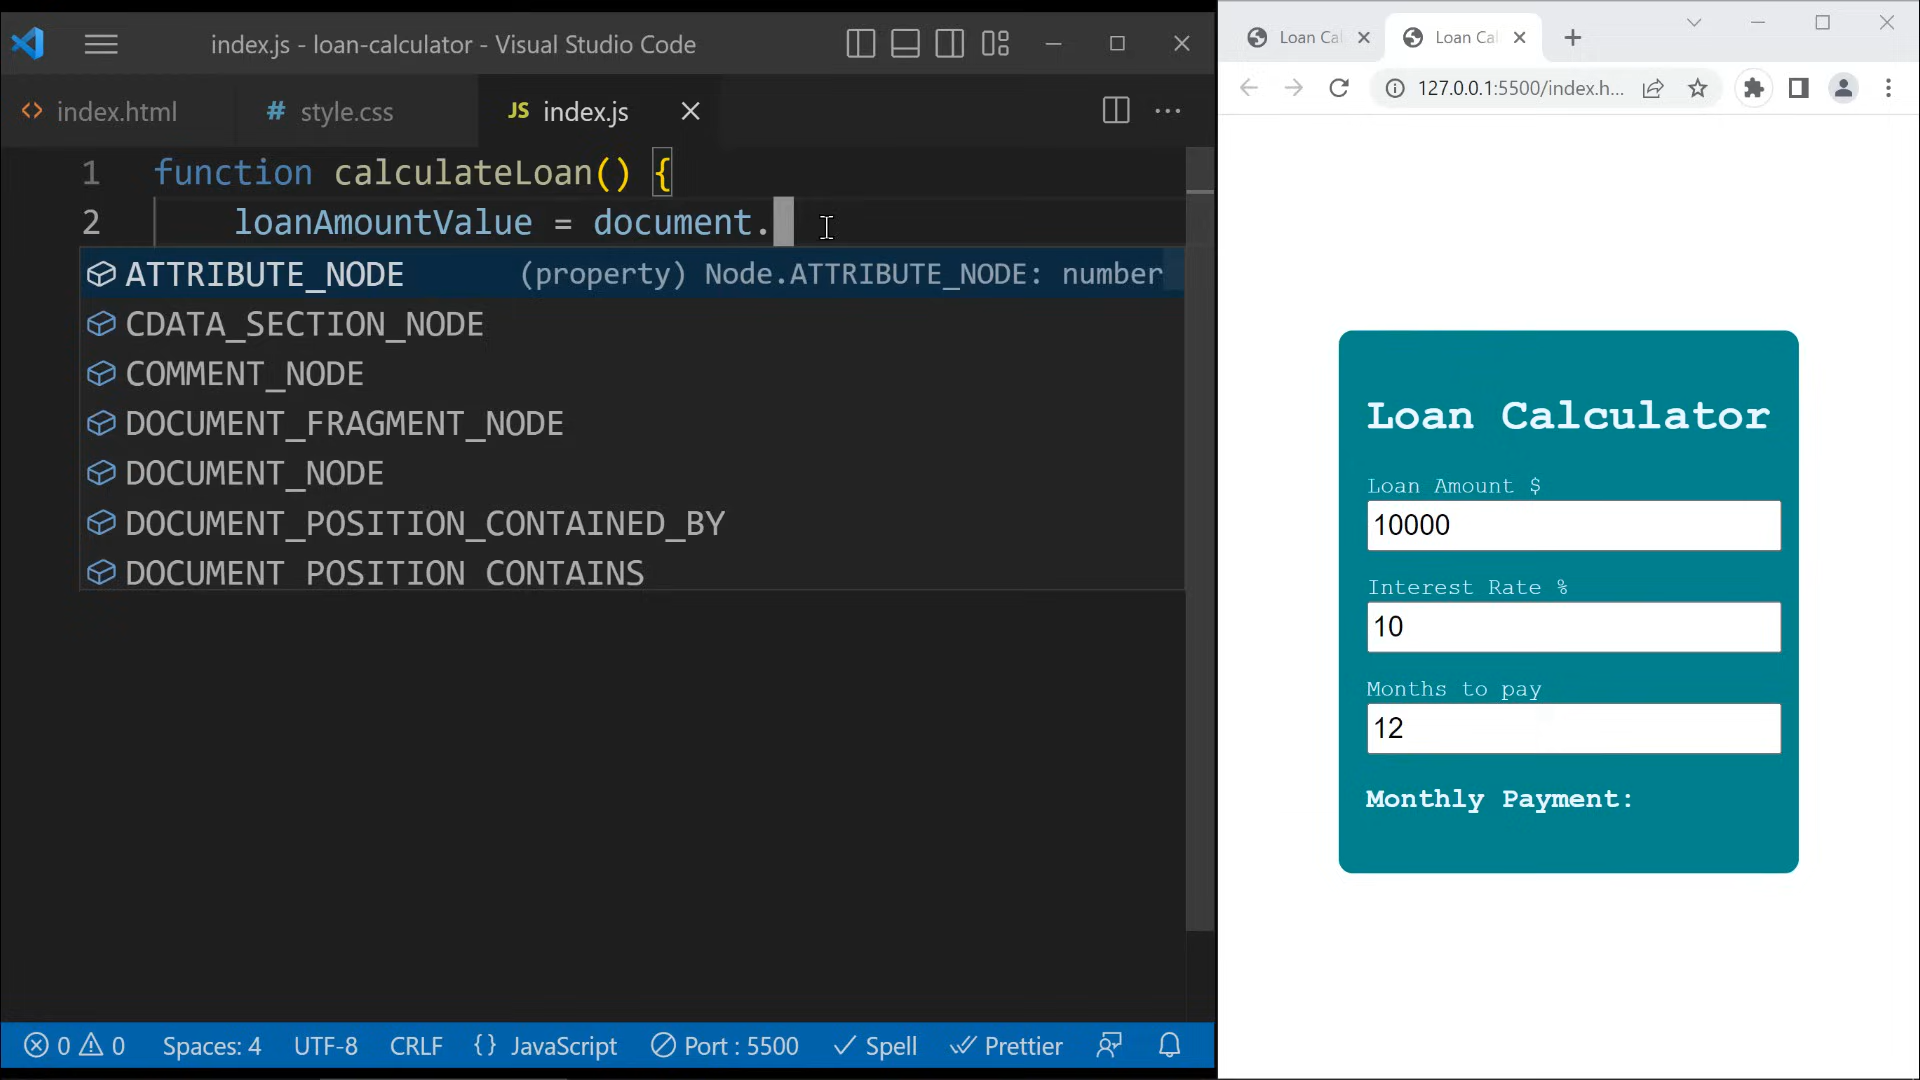 index.js - loan-calculator - Visual Studio Code
index.html
# style.css
JS index.js
1 function calculateLoan() {
2 loanAmountValue = document.
ATTRIBUTE_NODE (property) Node.ATTRIBUTE_NODE: number
CDATA_SECTION_NODE
COMMENT_NODE
DOCUMENT_FRAGMENT_NODE
DOCUMENT_NODE
DOCUMENT_POSITION_CONTAINED_BY
DOCUMENT_POSITION_CONTAINS
0 0 Spaces: 4 UTF-8 CRLF {} JavaScript Port : 5500 Spell Prettier
Loan Cal
Loan Cal
127.0.0.1:5500/index.h...
Loan Calculator
Loan Amount $
10000
Interest Rate %
10
Months to pay
12
Monthly Payment: